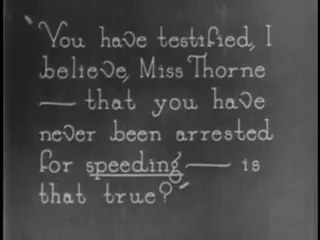 "You have testified, I
believe, Miss Thorne
— that you have
never been arrested
for speeding — is
that true?"